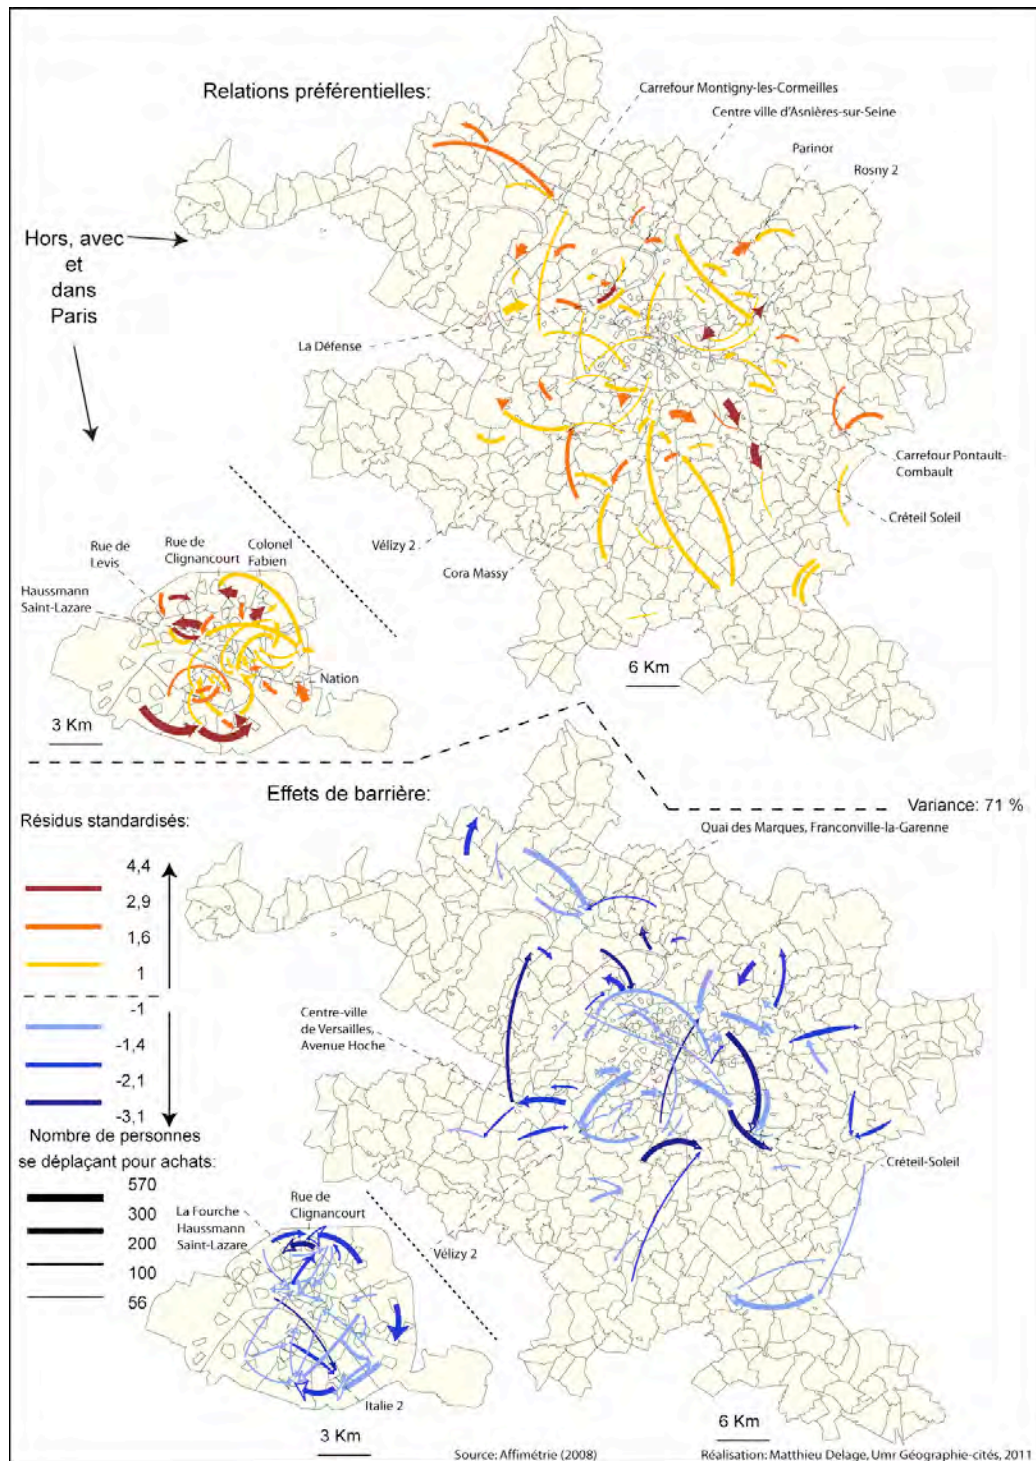 Relations préférentielles:
Carrefour Montigny-les-Cormeilles
Centre ville d'Asnières-sur-Seine
Parinor
Rosny 2
Hors, avec
et
dans
Paris
La Défense
Carrefour Pontault-
Combault
Créteil Soleil
Vélizy 2
Cora Massy
Rue de
Levis
Rue de
Clignancourt
Colonel
Fabien
Haussmann
Saint-Lazare
Nation
6 Km
3 Km
Effets de barrière:
Variance: 71 %
Résidus standardisés:
Quai des Marques, Franconville-la-Garenne
4,4
2,9
1,6
1
-1
-1,4
-2,1
-3,1
Centre-ville
de Versailles,
Avenue Hoche
Nombre de personnes
se déplaçant pour achats:
570
300
200
100
56
Créteil-Soleil
La Fourche
Haussmann
Saint-Lazare
Rue de
Clignancourt
Vélizy 2
Italie 2
3 Km
6 Km
Source: Affimétrie (2008)
Réalisation: Matthieu Delage, Umr Géographie-cités, 2011